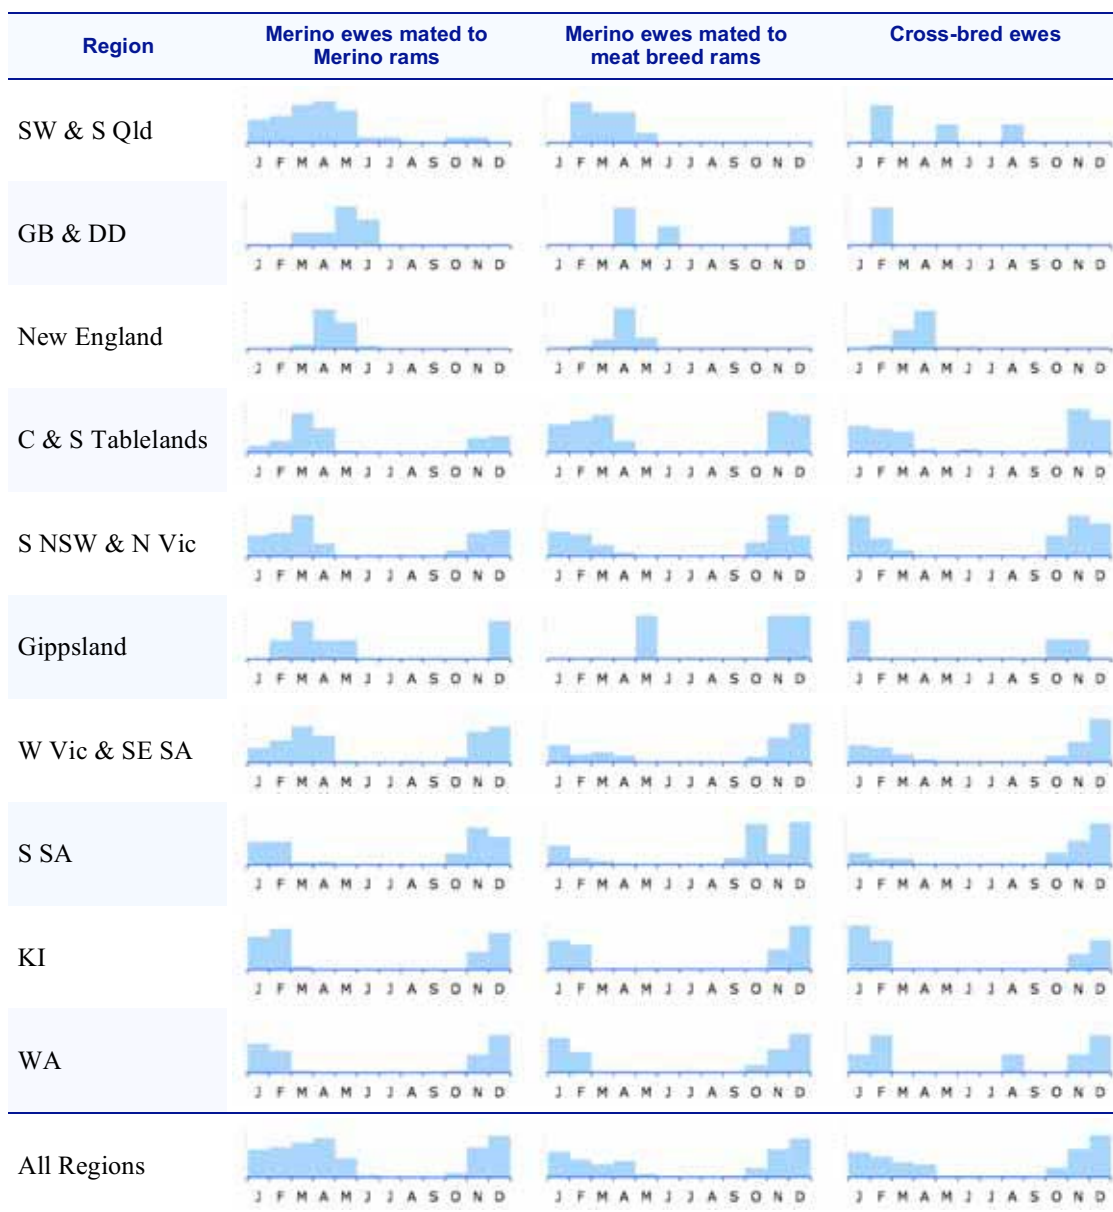 Region
Merino ewes mated to
Merino rams
Merino ewes mated to
meat breed rams
Cross-bred ewes
SW & S Qld
J F M A M J J A S O N D
J F M A M J J A S O N D
J F M A M J J A S O N D
GB & DD
J F M A M J J A S O N D
J F M A M J J A S O N D
J F M A M J J A S O N D
New England
J F M A M J J A S O N D
J F M A M J J A S O N D
J F M A M J J A S O N D
C & S Tablelands
J F M A M J J A S O N D
J F M A M J J A S O N D
J F M A M J J A S O N D
S NSW & N Vic
J F M A M J J A S O N D
J F M A M J J A S O N D
J F M A M J J A S O N D
Gippsland
J F M A M J J A S O N D
J F M A M J J A S O N D
J F M A M J J A S O N D
W Vic & SE SA
J F M A M J J A S O N D
J F M A M J J A S O N D
J F M A M J J A S O N D
S SA
J F M A M J J A S O N D
J F M A M J J A S O N D
J F M A M J J A S O N D
KI
J F M A M J J A S O N D
J F M A M J J A S O N D
J F M A M J J A S O N D
WA
J F M A M J J A S O N D
J F M A M J J A S O N D
J F M A M J J A S O N D
All Regions
J F M A M J J A S O N D
J F M A M J J A S O N D
J F M A M J J A S O N D